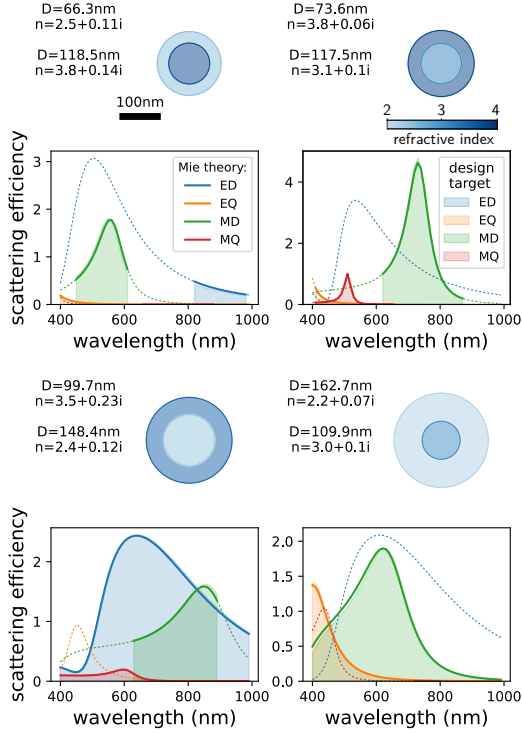 D=66.3nm
n=2.5+0.11i
D=118.5nm
n=3.8+0.14i
100nm
D=73.6nm
n=3.8+0.06i
D=117.5nm
n=3.1+0.1i
2 3 4
refractive index
scattering efficiency
3
2
1
0
Mie theory:
ED
EQ
MD
MQ
400 600 800 1000
wavelength (nm)
4
2
0
design
target
ED
EQ
MD
MQ
400 600 800 1000
wavelength (nm)
D=99.7nm
n=3.5+0.23i
D=148.4nm
n=2.4+0.12i
D=162.7nm
n=2.2+0.07i
D=109.9nm
n=3.0+0.1i
scattering efficiency
2
1
0
400 600 800 1000
wavelength (nm)
2.0
1.5
1.0
0.5
0.0
400 600 800 1000
wavelength (nm)